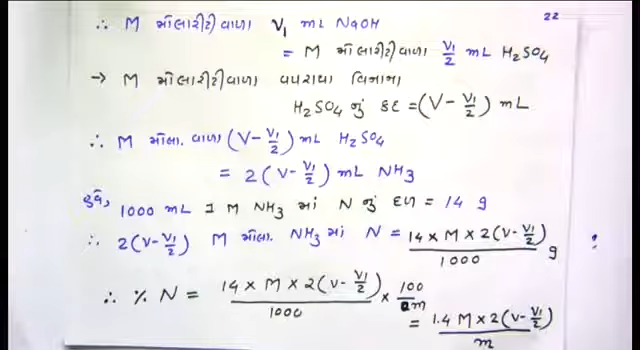 22
∴ M મોલારીટીવાળા V₁ mL NaOH
= M મોલારીટીવાળા V₁/2 mL H₂SO₄
→ M મોલારીટીવાળા વપરાયા વિનાના
H₂SO₄ નું કદ = (V - V₁/2) mL
∴ M મોલા. વાળા (V - V₁/2) mL H₂SO₄
= 2 (V - V₁/2) mL NH₃
હવે, 1000 mL 1 M NH₃ માં N નું દળ = 14 g
∴ 2(V - V₁/2) M મોલા. NH₃ માં N = 14 × M × 2(V - V₁/2) / 1000 g
∴ % N = 14 × M × 2(V - V₁/2) / 1000 × 100 / m
= 1.4 M × 2(V - V₁/2) / m